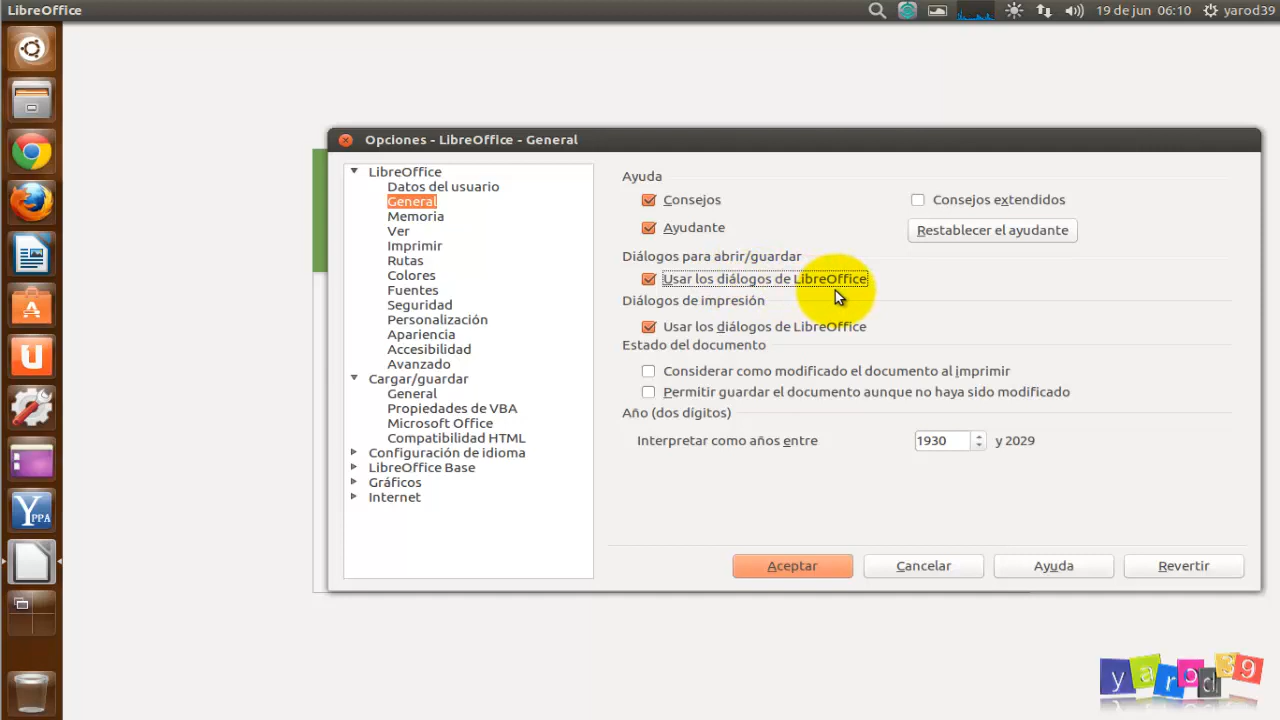 LibreOffice
19 de jun 06:10
yarod39
Opciones - LibreOffice - General
LibreOffice
Datos del usuario
General
Memoria
Ver
Imprimir
Rutas
Colores
Fuentes
Seguridad
Personalización
Apariencia
Accesibilidad
Avanzado
Cargar/guardar
General
Propiedades de VBA
Microsoft Office
Compatibilidad HTML
Configuración de idioma
LibreOffice Base
Gráficos
Internet
Ayuda
Consejos
Consejos extendidos
Ayudante
Restablecer el ayudante
Diálogos para abrir/guardar
Usar los diálogos de LibreOffice
Diálogos de impresión
Usar los diálogos de LibreOffice
Estado del documento
Considerar como modificado el documento al imprimir
Permitir guardar el documento aunque no haya sido modificado
Año (dos dígitos)
Interpretar como años entre
1930
y 2029
Aceptar
Cancelar
Ayuda
Revertir
Y PPA
yarod39